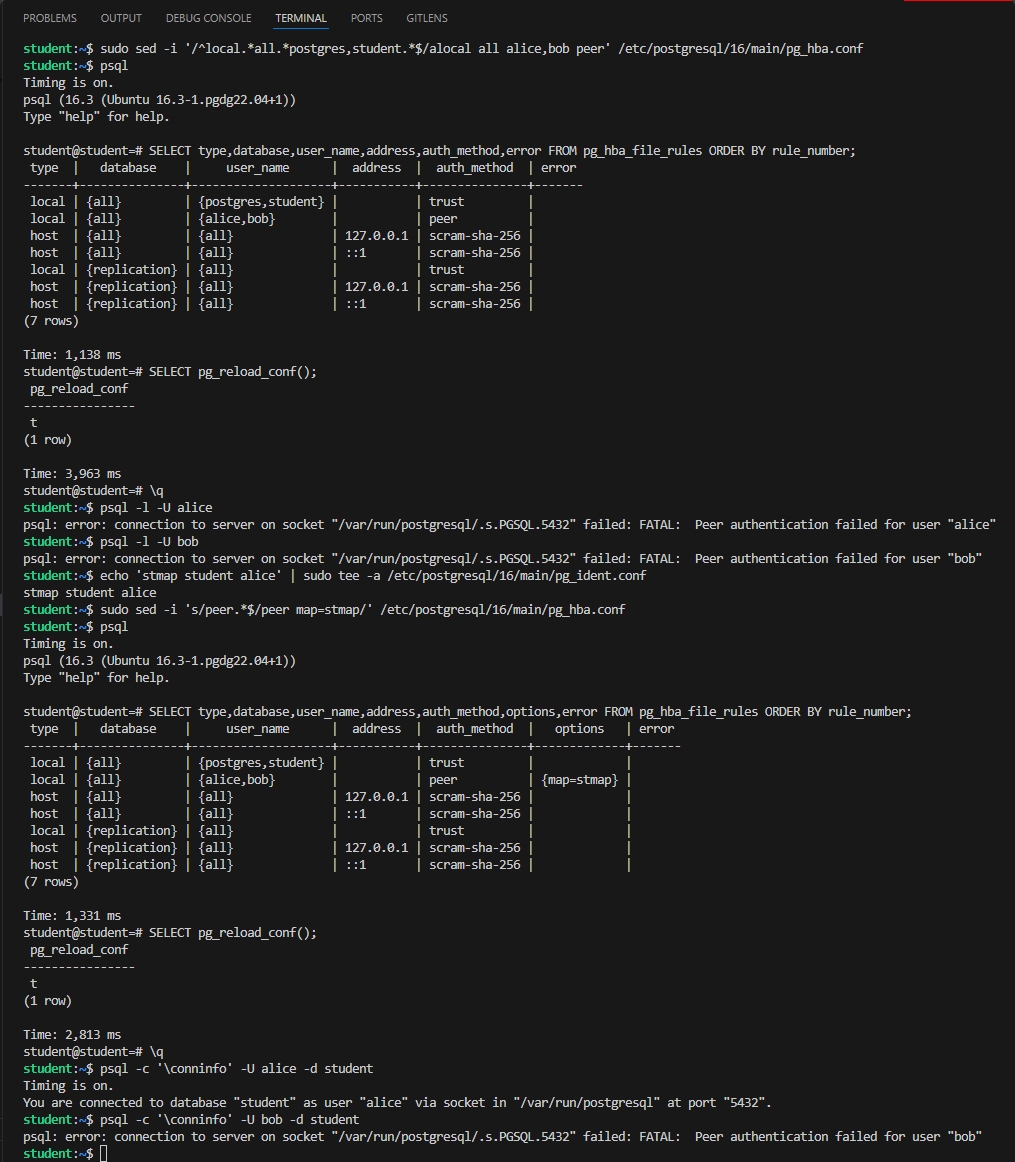 PROBLEMS OUTPUT DEBUG CONSOLE TERMINAL PORTS GITLENS
student:~$ sudo sed -i '/^local.*all.*postgres,student.*$/alocal all alice,bob peer' /etc/postgresql/16/main/pg_hba.conf
student:~$ psql
Timing is on.
psql (16.3 (Ubuntu 16.3-1.pgdg22.04+1))
Type "help" for help.

student@student=# SELECT type,database,user_name,address,auth_method,error FROM pg_hba_file_rules ORDER BY rule_number;
 type  |   database    |     user_name      |  address  |  auth_method  | error
-------+---------------+--------------------+-----------+---------------+-------
 local | {all}         | {postgres,student} |           | trust         |
 local | {all}         | {alice,bob}        |           | peer          |
 host  | {all}         | {all}              | 127.0.0.1 | scram-sha-256 |
 host  | {all}         | {all}              | ::1       | scram-sha-256 |
 local | {replication} | {all}              |           | trust         |
 host  | {replication} | {all}              | 127.0.0.1 | scram-sha-256 |
 host  | {replication} | {all}              | ::1       | scram-sha-256 |
(7 rows)

Time: 1,138 ms
student@student=# SELECT pg_reload_conf();
 pg_reload_conf
----------------
 t
(1 row)

Time: 3,963 ms
student@student=# \q
student:~$ psql -l -U alice
psql: error: connection to server on socket "/var/run/postgresql/.s.PGSQL.5432" failed: FATAL:  Peer authentication failed for user "alice"
student:~$ psql -l -U bob
psql: error: connection to server on socket "/var/run/postgresql/.s.PGSQL.5432" failed: FATAL:  Peer authentication failed for user "bob"
student:~$ echo 'stmap student alice' | sudo tee -a /etc/postgresql/16/main/pg_ident.conf
stmap student alice
student:~$ sudo sed -i 's/peer.*$/peer map=stmap/' /etc/postgresql/16/main/pg_hba.conf
student:~$ psql
Timing is on.
psql (16.3 (Ubuntu 16.3-1.pgdg22.04+1))
Type "help" for help.

student@student=# SELECT type,database,user_name,address,auth_method,options,error FROM pg_hba_file_rules ORDER BY rule_number;
 type  |   database    |     user_name      |  address  |  auth_method  |   options   | error
-------+---------------+--------------------+-----------+---------------+-------------+-------
 local | {all}         | {postgres,student} |           | trust         |             |
 local | {all}         | {alice,bob}        |           | peer          | {map=stmap} |
 host  | {all}         | {all}              | 127.0.0.1 | scram-sha-256 |             |
 host  | {all}         | {all}              | ::1       | scram-sha-256 |             |
 local | {replication} | {all}              |           | trust         |             |
 host  | {replication} | {all}              | 127.0.0.1 | scram-sha-256 |             |
 host  | {replication} | {all}              | ::1       | scram-sha-256 |             |
(7 rows)

Time: 1,331 ms
student@student=# SELECT pg_reload_conf();
 pg_reload_conf
----------------
 t
(1 row)

Time: 2,813 ms
student@student=# \q
student:~$ psql -c '\conninfo' -U alice -d student
Timing is on.
You are connected to database "student" as user "alice" via socket in "/var/run/postgresql" at port "5432".
student:~$ psql -c '\conninfo' -U bob -d student
psql: error: connection to server on socket "/var/run/postgresql/.s.PGSQL.5432" failed: FATAL:  Peer authentication failed for user "bob"
student:~$